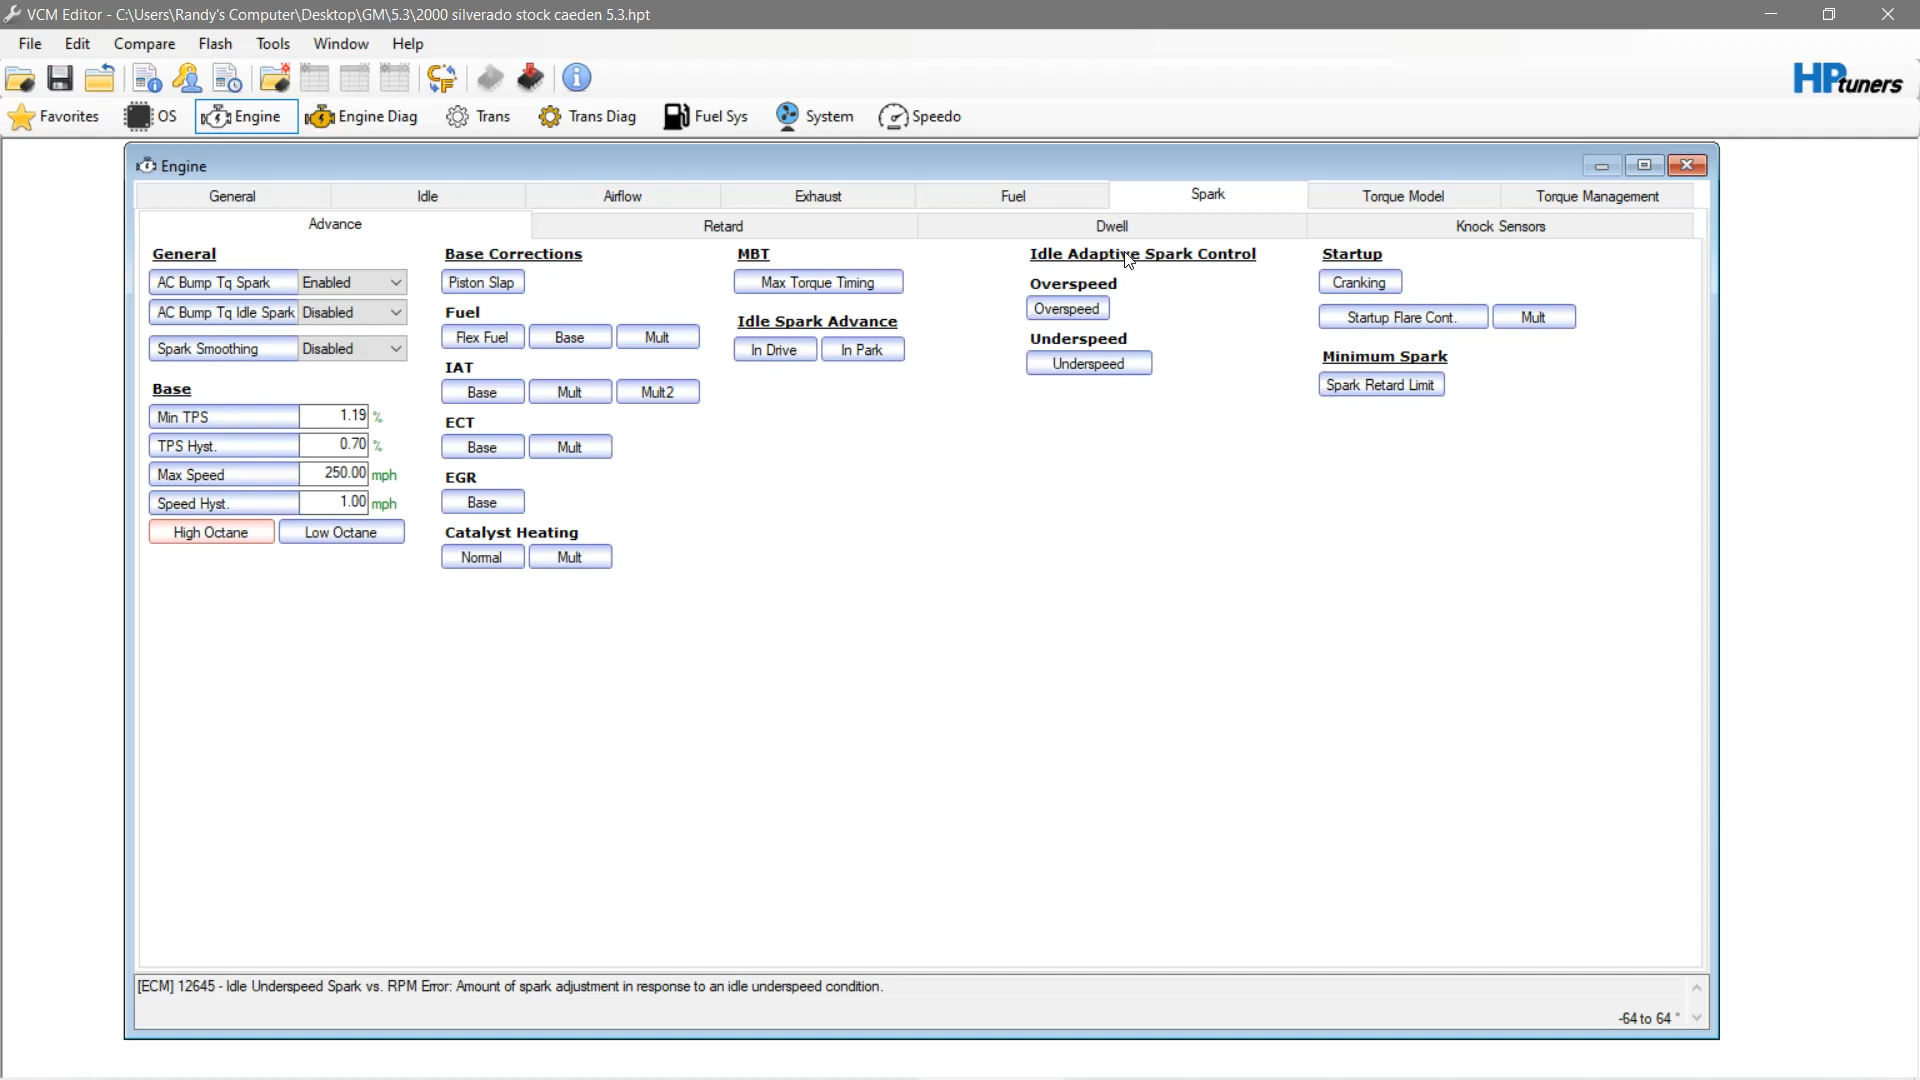 VCM Editor - C:\Users\Randy's Computer\Desktop\GM\5.3\2000 silverado stock caeden 5.3.hpt
File Edit Compare Flash Tools Window Help
HPtuners
Favorites OS Engine Engine Diag Trans Trans Diag Fuel Sys System Speedo
Engine
General Idle Airflow Exhaust Fuel Spark Torque Model Torque Management
Advance Retard Dwell Knock Sensors
General
AC Bump Tq Spark Enabled
AC Bump Tq Idle Spark Disabled
Spark Smoothing Disabled
Base
Min TPS 1.19 %
TPS Hyst. 0.70 %
Max Speed 250.00 mph
Speed Hyst. 1.00 mph
High Octane Low Octane
Base Corrections
Piston Slap
Fuel
Flex Fuel Base Mult
IAT
Base Mult Mult2
ECT
Base Mult
EGR
Base
Catalyst Heating
Normal Mult
MBT
Max Torque Timing
Idle Spark Advance
In Drive In Park
Idle Adaptive Spark Control
Overspeed
Overspeed
Underspeed
Underspeed
Startup
Cranking
Startup Flare Cont. Mult
Minimum Spark
Spark Retard Limit
[ECM] 12645 - Idle Underspeed Spark vs. RPM Error: Amount of spark adjustment in response to an idle underspeed condition.
-64 to 64 °